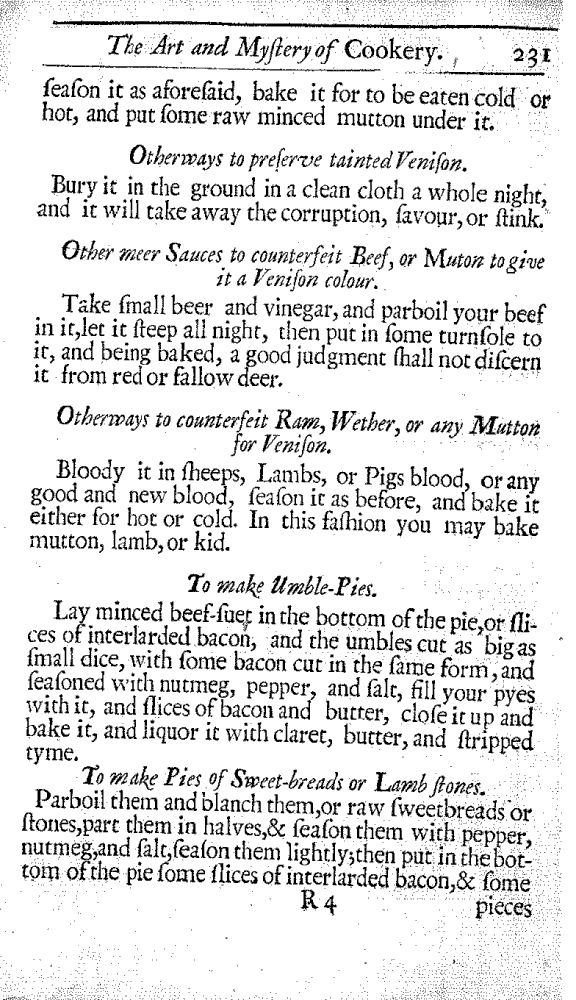 The Art and Myſtery of Cookery. 231
ſeaſon it as aforeſaid, bake it for to be eaten cold or
hot, and put ſome raw minced mutton under it.
Otherways to preſerve tainted Veniſon.
Bury it in the ground in a clean cloth a whole night,
and it will take away the corruption, ſavour, or ſtink.
Other meer Sauces to counterfeit Beef, or Muton to give
it a Veniſon colour.
Take ſmall beer and vinegar, and parboil your beef
in it,let it ſteep all night, then put in ſome turnſole to
it, and being baked, a good judgment ſhall not diſcern
it from red or fallow deer.
Otherways to counterfeit Ram, Wether, or any Mutton
for Veniſon.
Bloody it in ſheeps, Lambs, or Pigs blood, or any
good and new blood, ſeaſon it as before, and bake it
either for hot or cold. In this faſhion you may bake
mutton, lamb, or kid.
To make Umble-Pies.
Lay minced beef-ſuet in the bottom of the pie,or ſli-
ces of interlarded bacon, and the umbles cut as big as
ſmall dice, with ſome bacon cut in the ſame form, and
ſeaſoned with nutmeg, pepper, and ſalt, fill your pyes
with it, and ſlices of bacon and butter, cloſe it up and
bake it, and liquor it with claret, butter, and ſtripped
tyme.
To make Pies of Sweet-breads or Lamb ſtones.
Parboil them and blanch them,or raw ſweetbreads or
ſtones,part them in halves,& ſeaſon them with pepper,
nutmeg,and ſalt,ſeaſon them lightly;then put in the bot-
tom of the pie ſome ſlices of interlarded bacon,& ſome
R 4 pieces